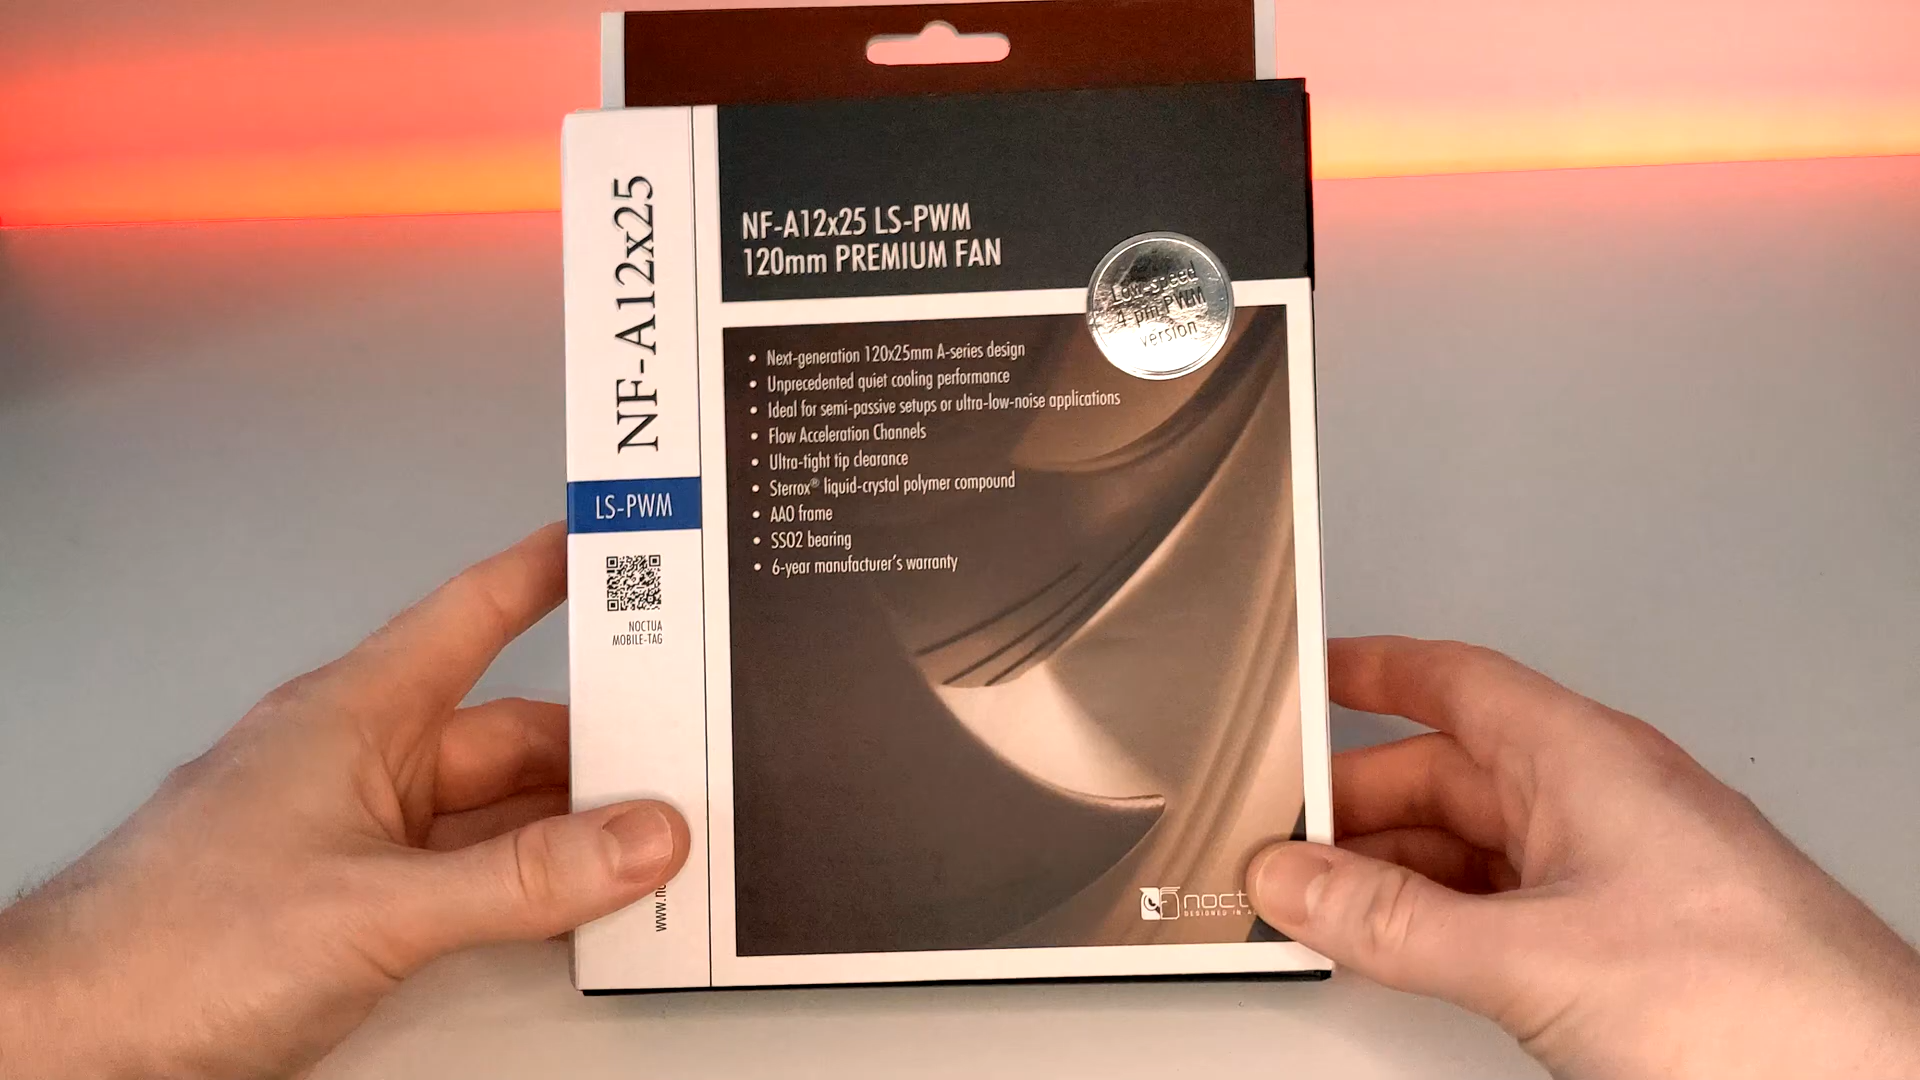 NF-A12x25
LS-PWM
NOCTUA
MOBILE-TAG
NF-A12x25 LS-PWM
120mm PREMIUM FAN
Low-speed
4-pin PWM
version
• Next-generation 120x25mm A-series design
• Unprecedented quiet cooling performance
• Ideal for semi-passive setups or ultra-low-noise applications
• Flow Acceleration Channels
• Ultra-tight tip clearance
• Sterrox® liquid-crystal polymer compound
• AAO frame
• SSO2 bearing
• 6-year manufacturer's warranty
DESIGNED IN